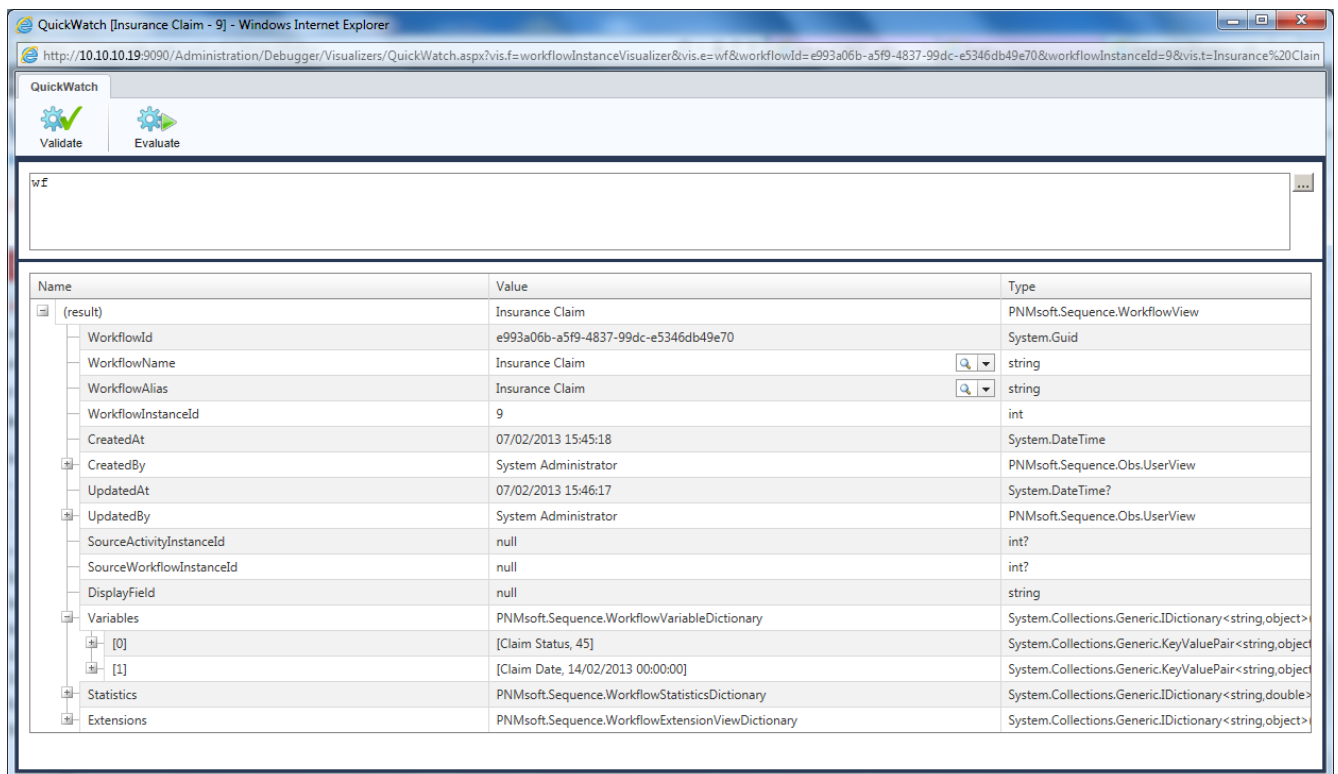 QuickWatch [Insurance Claim - 9] - Windows Internet Explorer
http://10.10.10.19:9090/Administration/Debugger/Visualizers/QuickWatch.aspx?vis.f=workflowInstanceVisualizer&vis.e=wf&workflowId=e993a06b-a5f9-4837-99dc-e5346db49e70&workflowInstanceId=9&vis.t=Insurance%20Clain
QuickWatch
Validate Evaluate
wf
...
Name Value Type
(result) Insurance Claim PNMsoft.Sequence.WorkflowView
WorkflowId e993a06b-a5f9-4837-99dc-e5346db49e70 System.Guid
WorkflowName Insurance Claim string
WorkflowAlias Insurance Claim string
WorkflowInstanceId 9 int
CreatedAt 07/02/2013 15:45:18 System.DateTime
CreatedBy System Administrator PNMsoft.Sequence.Obs.UserView
UpdatedAt 07/02/2013 15:46:17 System.DateTime?
UpdatedBy System Administrator PNMsoft.Sequence.Obs.UserView
SourceActivityInstanceId null int?
SourceWorkflowInstanceId null int?
DisplayField null string
Variables PNMsoft.Sequence.WorkflowVariableDictionary System.Collections.Generic.IDictionary<string,object>(
[0] [Claim Status, 45] System.Collections.Generic.KeyValuePair<string,object
[1] [Claim Date, 14/02/2013 00:00:00] System.Collections.Generic.KeyValuePair<string,object
Statistics PNMsoft.Sequence.WorkflowStatisticsDictionary System.Collections.Generic.IDictionary<string,double>
Extensions PNMsoft.Sequence.WorkflowExtensionViewDictionary System.Collections.Generic.IDictionary<string,object>(